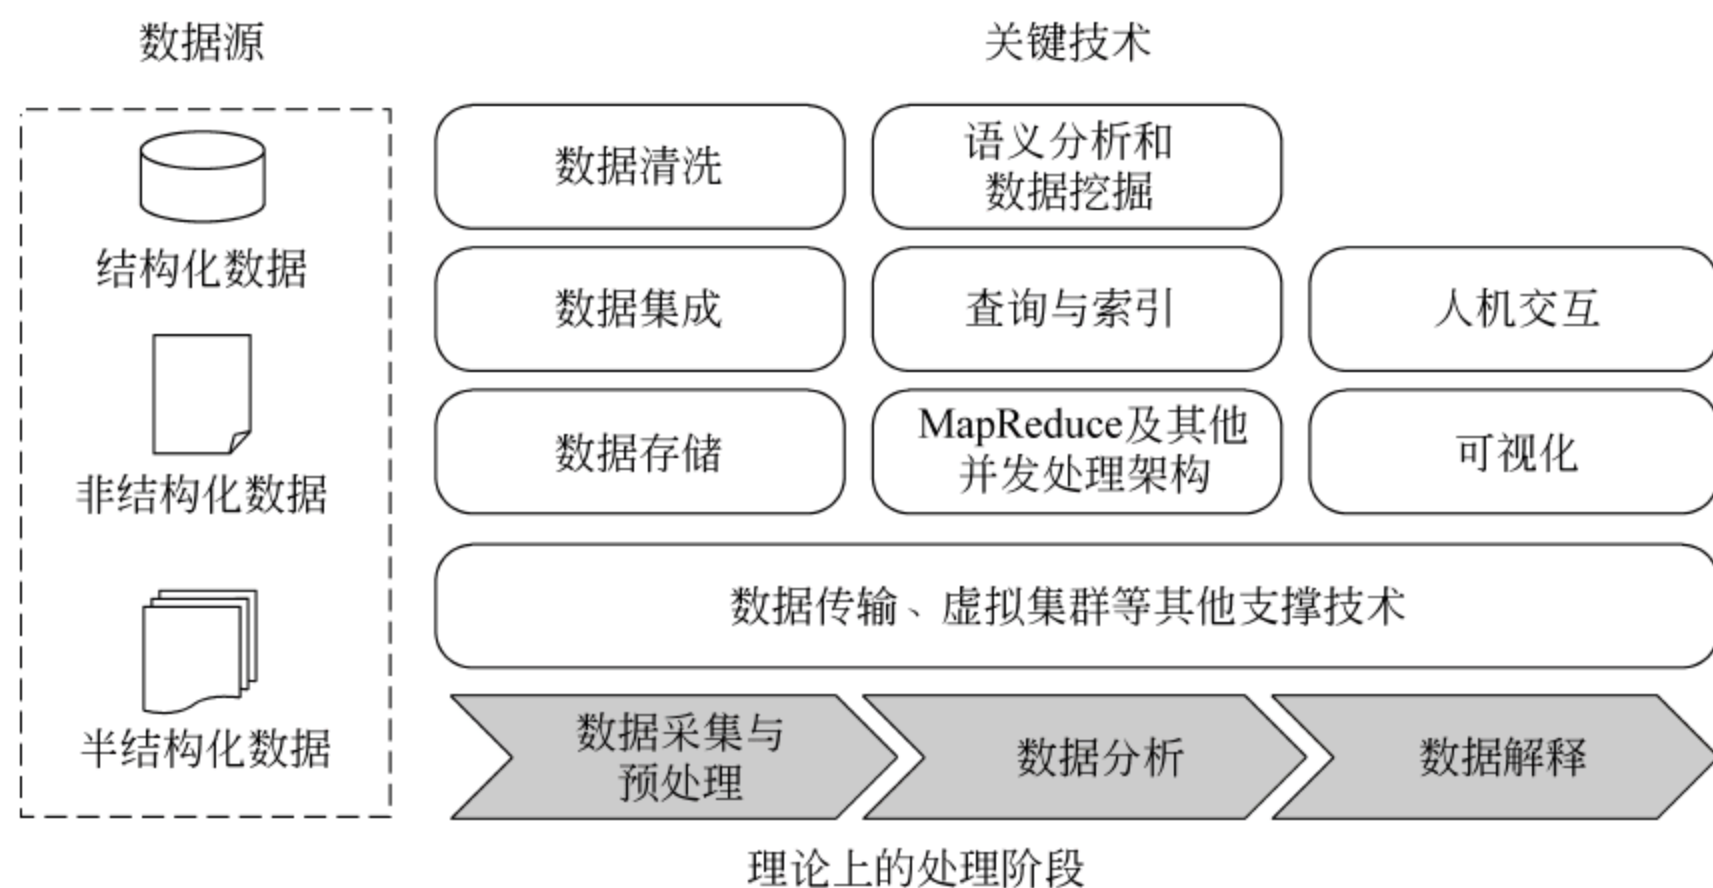 数据源
关键技术
结构化数据
非结构化数据
半结构化数据
数据清洗
语义分析和
数据挖掘
数据集成
查询与索引
人机交互
数据存储
MapReduce及其他
并发处理架构
可视化
数据传输、虚拟集群等其他支撑技术
数据采集与
预处理
数据分析
数据解释
理论上的处理阶段